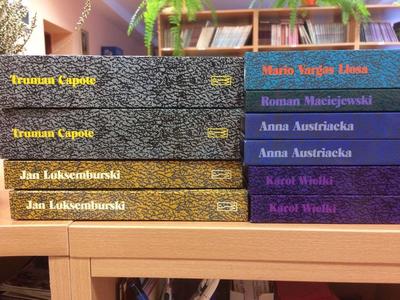 Truman Capote
Truman Capote
Jan Luksemburski
Jan Luksemburski
Mario Vargas Llosa
Roman Maciejewski
Anna Austriacka
Anna Austriacka
Karol Wielki
Karol Wielki